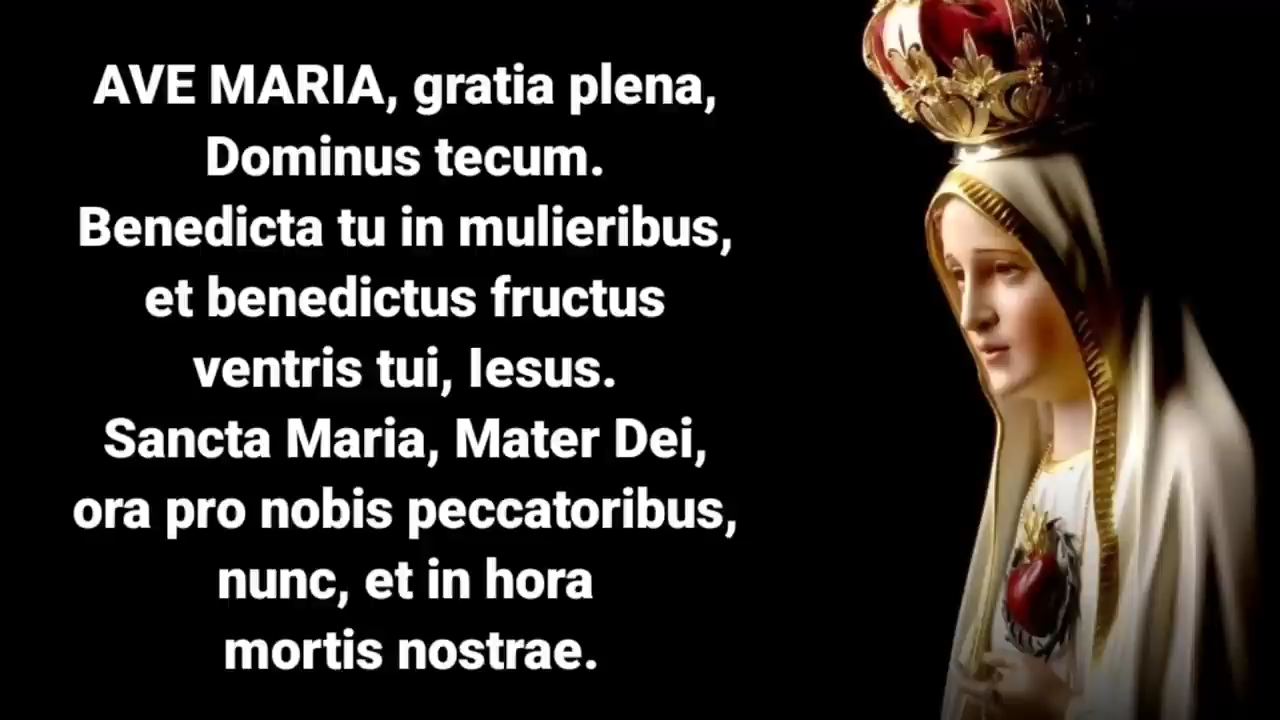 AVE MARIA, gratia plena,
Dominus tecum.
Benedicta tu in mulieribus,
et benedictus fructus
ventris tui, Iesus.
Sancta Maria, Mater Dei,
ora pro nobis peccatoribus,
nunc, et in hora
mortis nostrae.